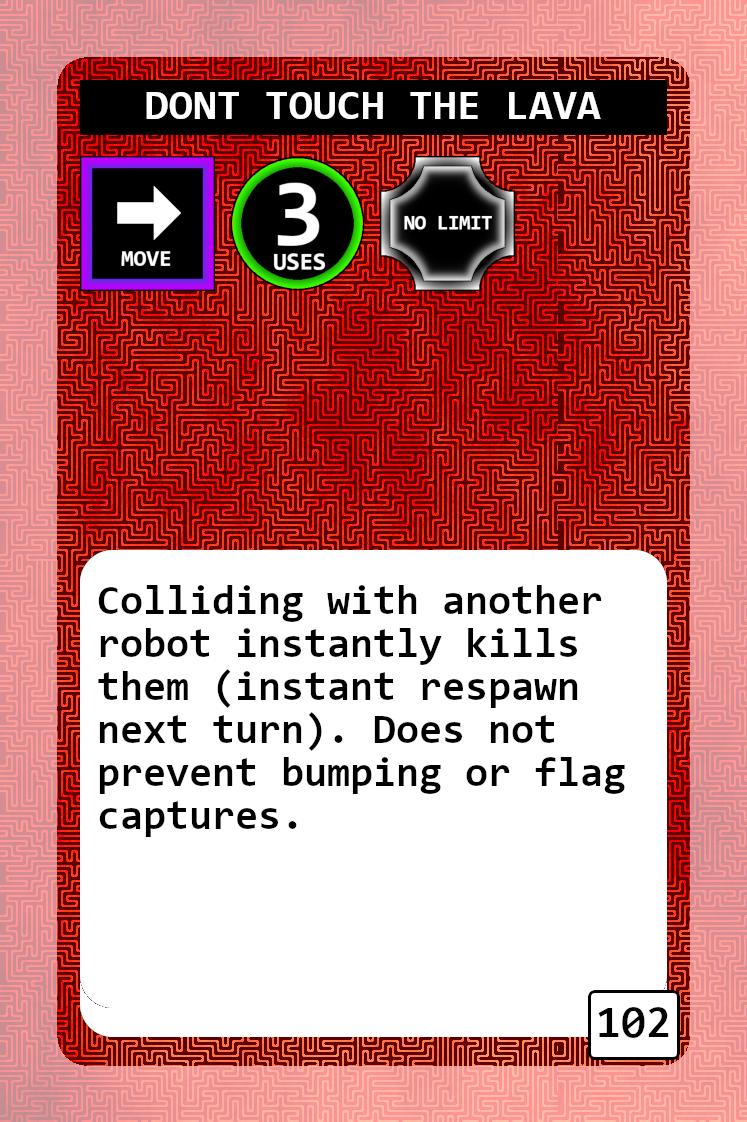 DONT TOUCH THE LAVA
MOVE
3
USES
NO LIMIT
Colliding with another
robot instantly kills
them (instant respawn
next turn). Does not
prevent bumping or flag
captures.
102